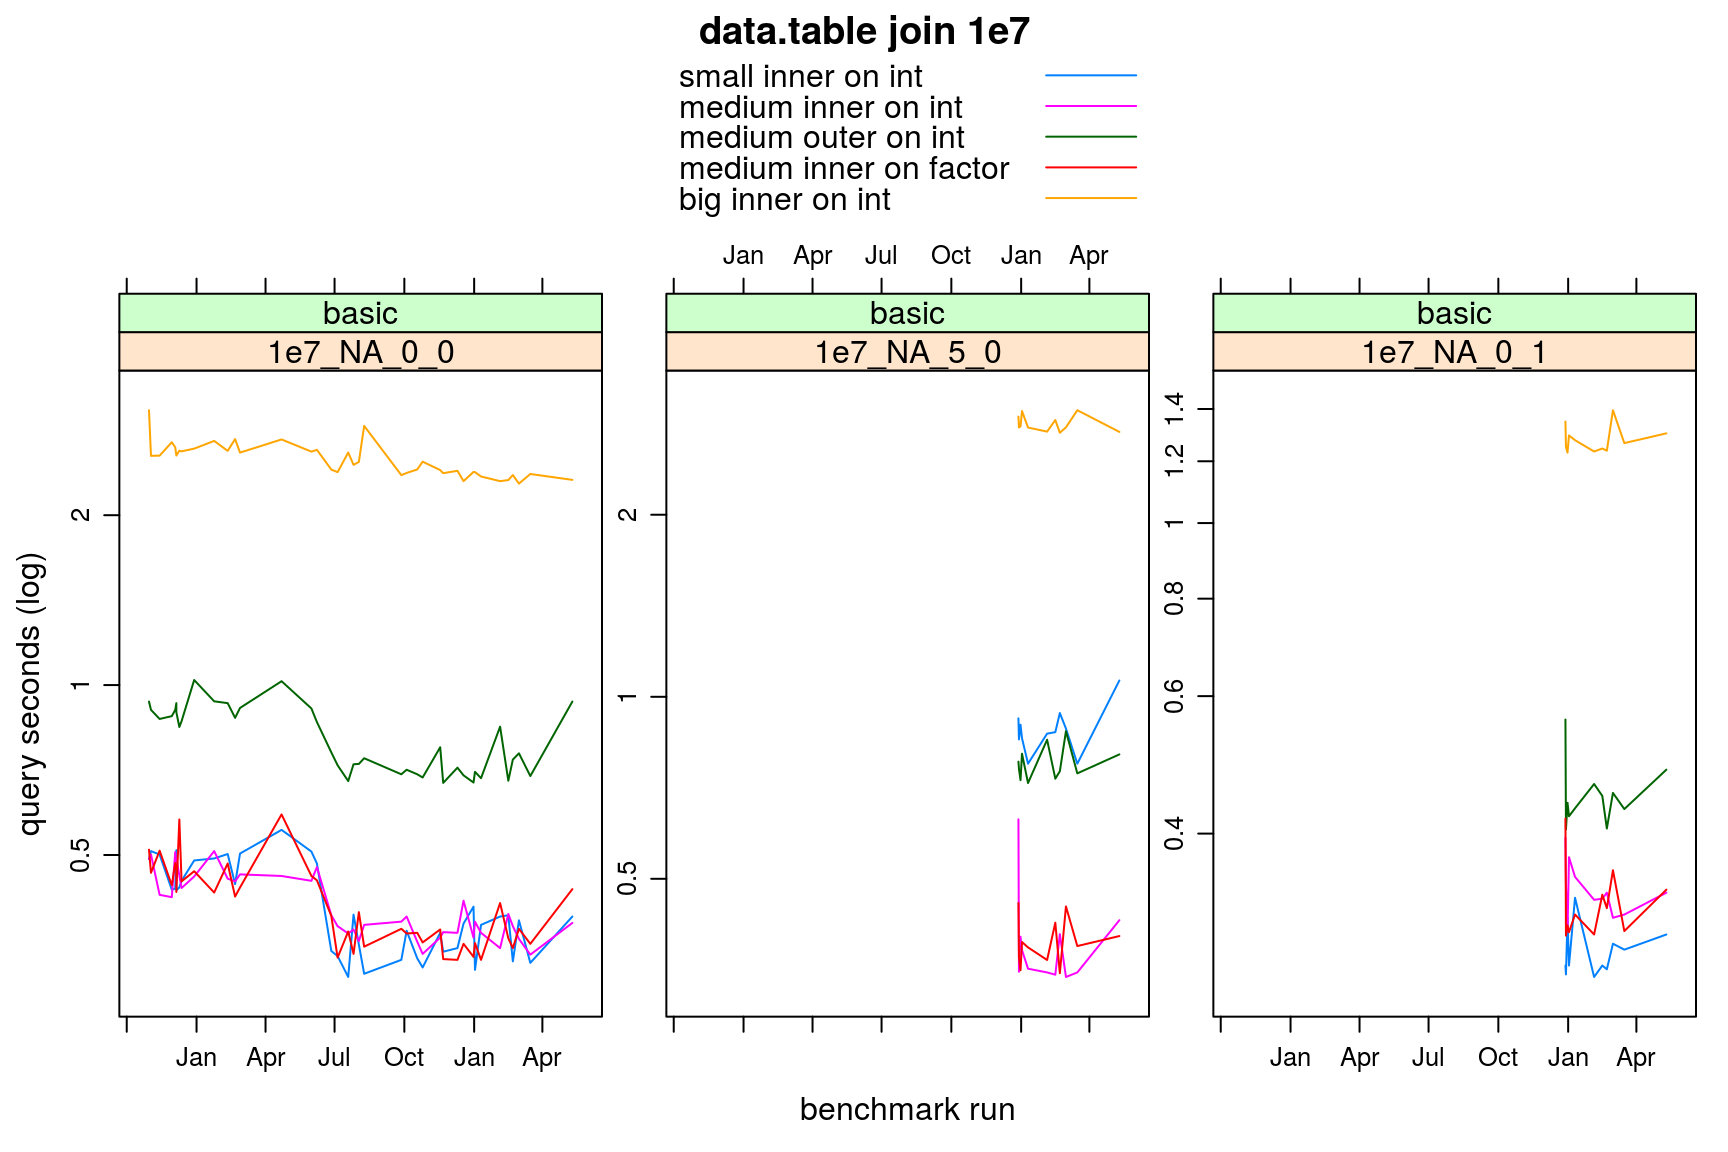 data.table join 1e7
small inner on int
medium inner on int
medium outer on int
medium inner on factor
big inner on int
Jan Apr Jul Oct Jan Apr
basic basic basic
1e7_NA_0_0 1e7_NA_5_0 1e7_NA_0_1
query seconds (log)
2
1
0.5
2
1
0.5
1.4
1.2
1
0.8
0.6
0.4
Jan Apr Jul Oct Jan Apr
Jan Apr Jul Oct Jan Apr
benchmark run